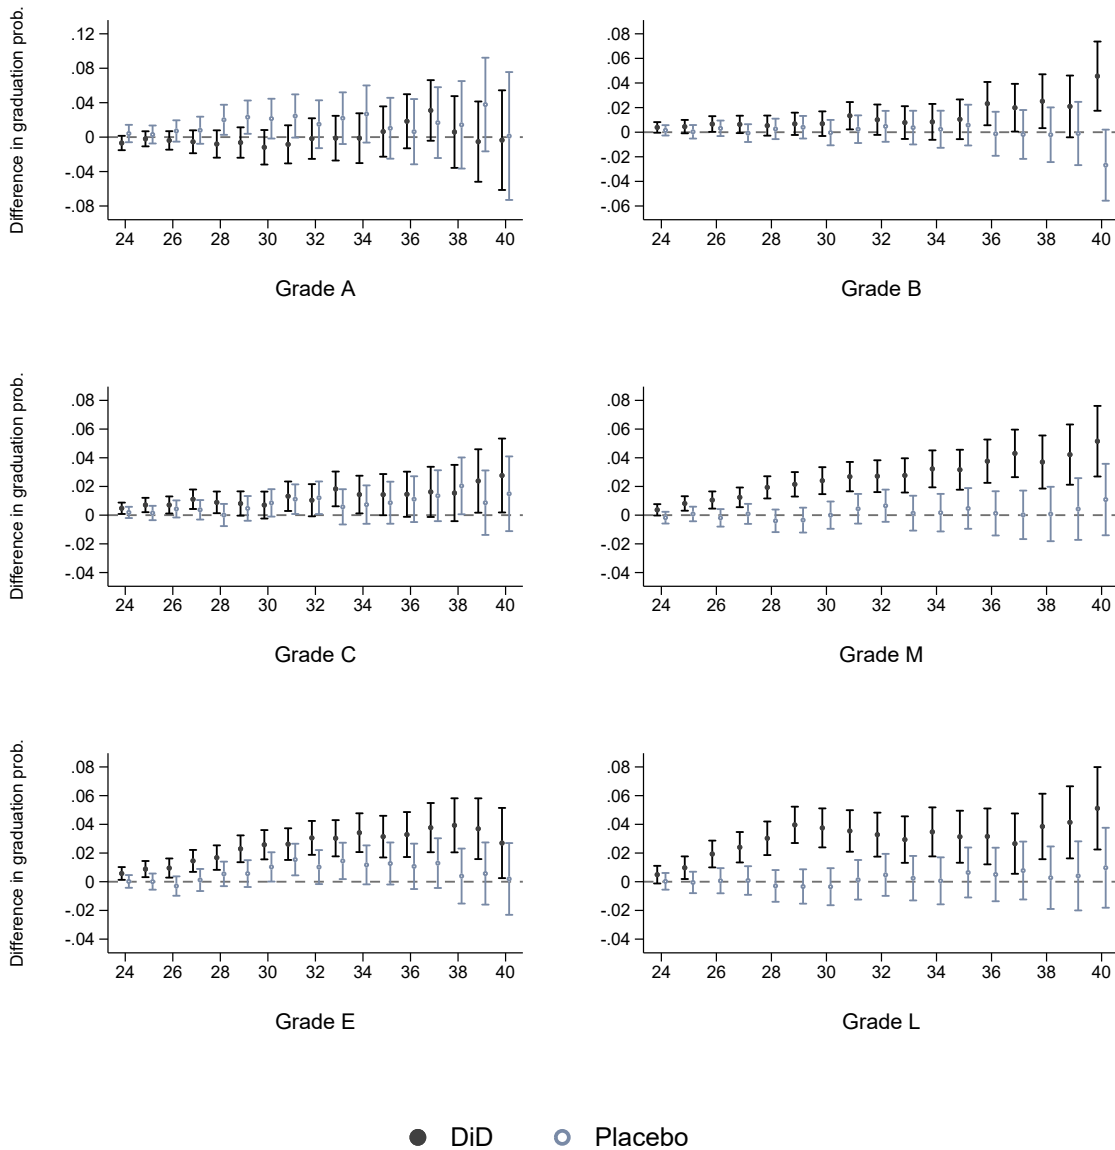 Difference in graduation prob.
.12
.08
.04
0
-.04
-.08
24 26 28 30 32 34 36 38 40
Grade A
.08
.06
.04
.02
0
-.02
-.04
-.06
24 26 28 30 32 34 36 38 40
Grade B
Difference in graduation prob.
.08
.06
.04
.02
0
-.02
-.04
24 26 28 30 32 34 36 38 40
Grade C
.08
.06
.04
.02
0
-.02
-.04
24 26 28 30 32 34 36 38 40
Grade M
Difference in graduation prob.
.08
.06
.04
.02
0
-.02
-.04
24 26 28 30 32 34 36 38 40
Grade E
.08
.06
.04
.02
0
-.02
-.04
24 26 28 30 32 34 36 38 40
Grade L
DiD Placebo